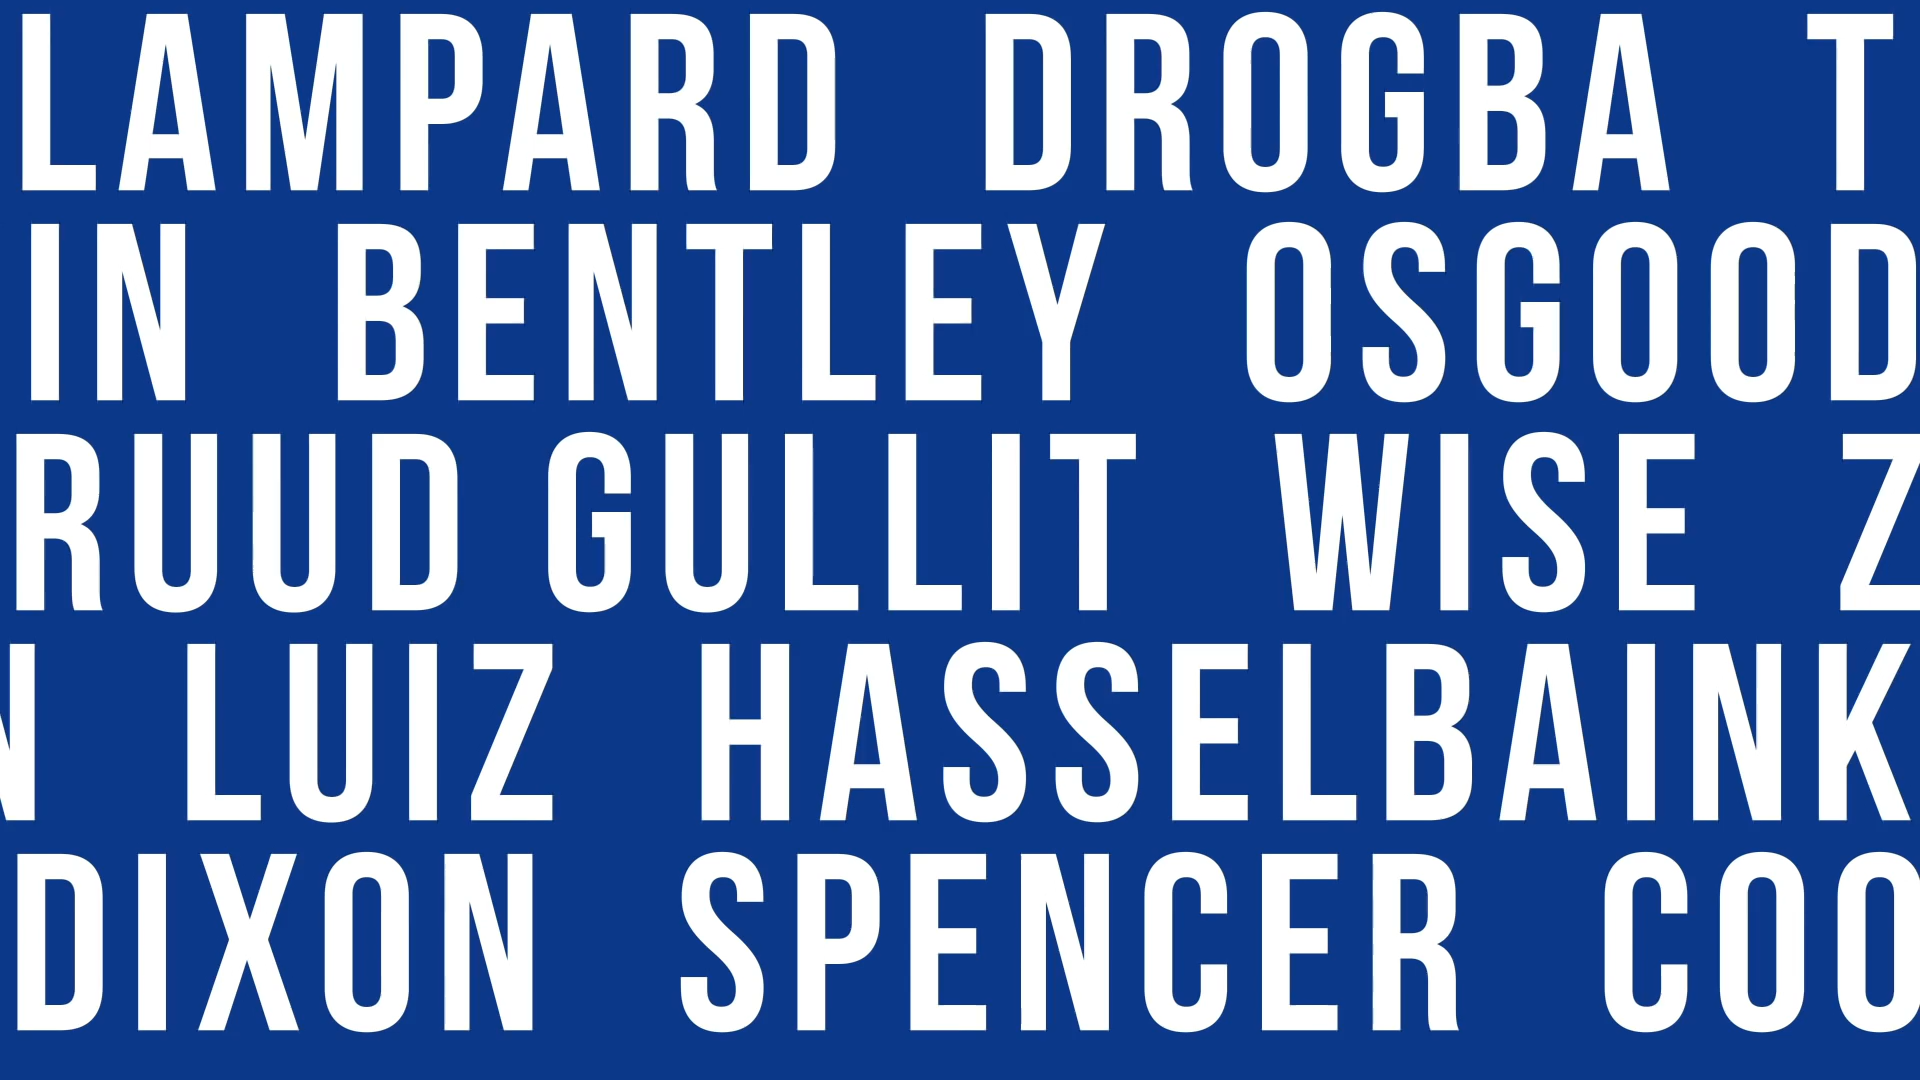 LAMPARD DROGBA T
IN BENTLEY OSGOOD
RUUD GULLIT WISE Z
N LUIZ HASSELBAINK
DIXON SPENCER COO